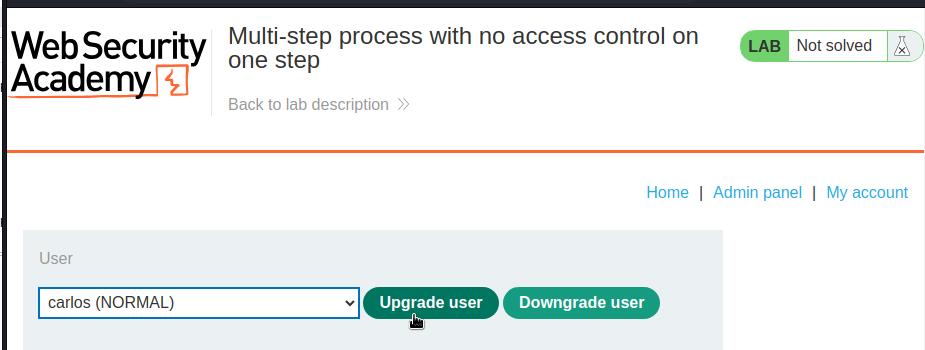 Web Security
Academy
Multi-step process with no access control on
one step
Back to lab description
LAB Not solved
Home | Admin panel | My account
User
carlos (NORMAL) Upgrade user Downgrade user